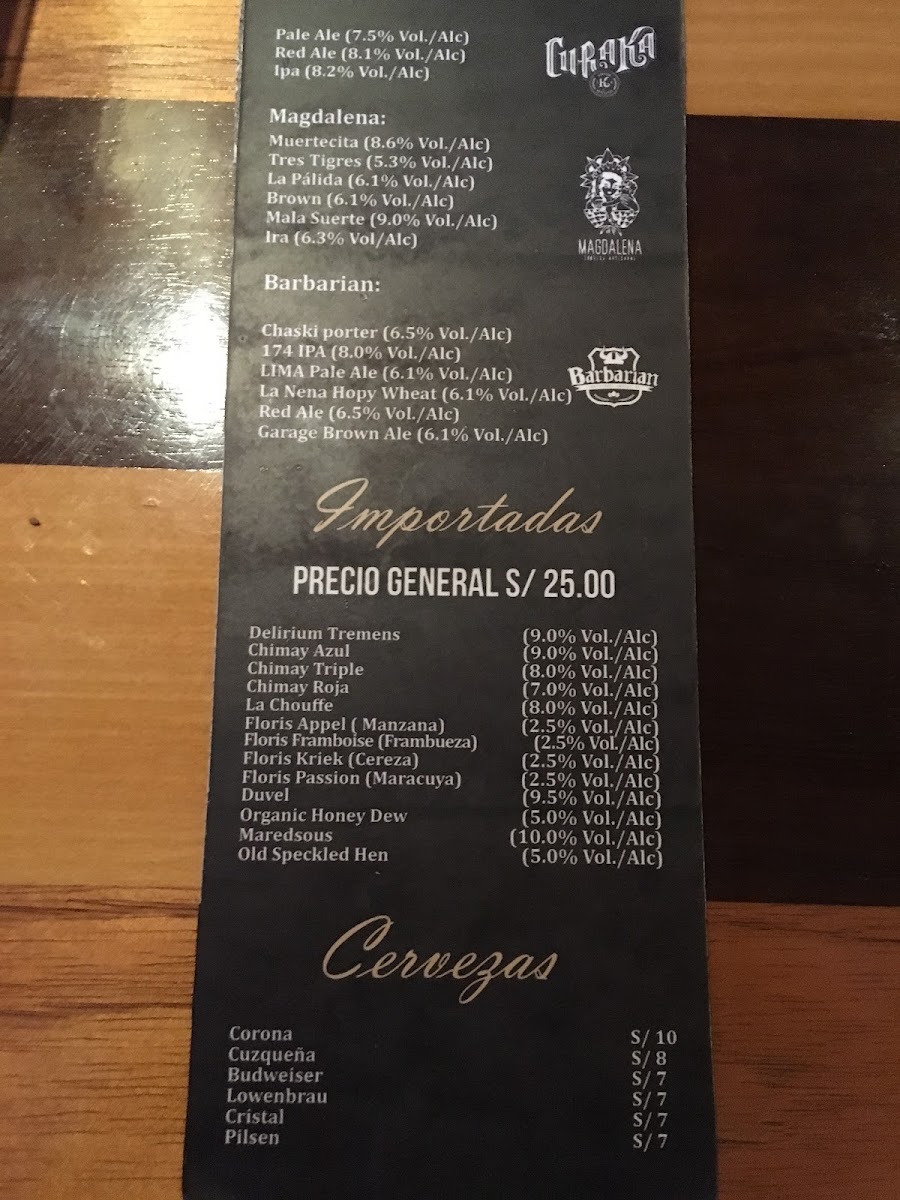 Pale Ale (7.5% Vol./Alc)
Red Ale (8.1% Vol./Alc)
Ipa (8.2% Vol./Alc)
CURAKA
Magdalena:
Muertecita (8.6% Vol./Alc)
Tres Tigres (5.3% Vol./Alc)
La Pálida (6.1% Vol./Alc)
Brown (6.1% Vol./Alc)
Mala Suerte (9.0% Vol./Alc)
Ira (6.3% Vol/Alc)
MAGDALENA
CERVEZA ARTESANAL
Barbarian:
Chaski porter (6.5% Vol./Alc)
174 IPA (8.0% Vol./Alc)
LIMA Pale Ale (6.1% Vol./Alc)
La Nena Hopy Wheat (6.1% Vol./Alc)
Red Ale (6.5% Vol./Alc)
Garage Brown Ale (6.1% Vol./Alc)
Barbarian
Importadas
PRECIO GENERAL S/ 25.00
Delirium Tremens (9.0% Vol./Alc)
Chimay Azul (9.0% Vol./Alc)
Chimay Triple (8.0% Vol./Alc)
Chimay Roja (7.0% Vol./Alc)
La Chouffe (8.0% Vol./Alc)
Floris Appel ( Manzana) (2.5% Vol./Alc)
Floris Framboise (Frambueza) (2.5% Vol./Alc)
Floris Kriek (Cereza) (2.5% Vol./Alc)
Floris Passion (Maracuya) (2.5% Vol./Alc)
Duvel (9.5% Vol./Alc)
Organic Honey Dew (5.0% Vol./Alc)
Maredsous (10.0% Vol./Alc)
Old Speckled Hen (5.0% Vol./Alc)
Cervezas
Corona S/ 10
Cuzqueña S/ 8
Budweiser S/ 7
Lowenbrau S/ 7
Cristal S/ 7
Pilsen S/ 7